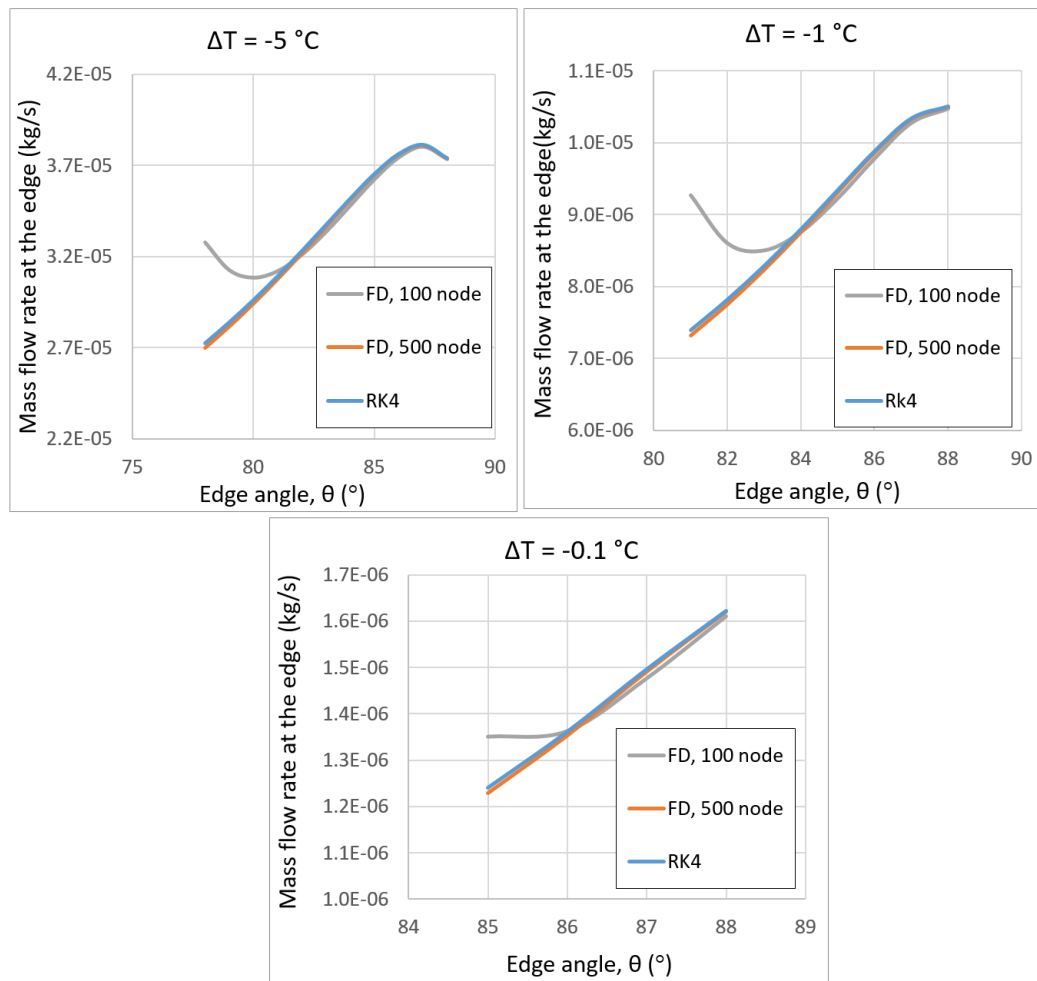 ΔT = -5 °C
Mass flow rate at the edge (kg/s)
4.2E-05
3.7E-05
3.2E-05
2.7E-05
2.2E-05
FD, 100 node
FD, 500 node
RK4
75
80
85
90
Edge angle, θ (°)
ΔT = -1 °C
Mass flow rate at the edge(kg/s)
1.1E-05
1.0E-05
9.0E-06
8.0E-06
7.0E-06
6.0E-06
FD, 100 node
FD, 500 node
Rk4
80
82
84
86
88
90
Edge angle, θ (°)
ΔT = -0.1 °C
Mass flow rate at the edge (kg/s)
1.7E-06
1.6E-06
1.5E-06
1.4E-06
1.3E-06
1.2E-06
1.1E-06
1.0E-06
FD, 100 node
FD, 500 node
RK4
84
85
86
87
88
89
Edge angle, θ (°)